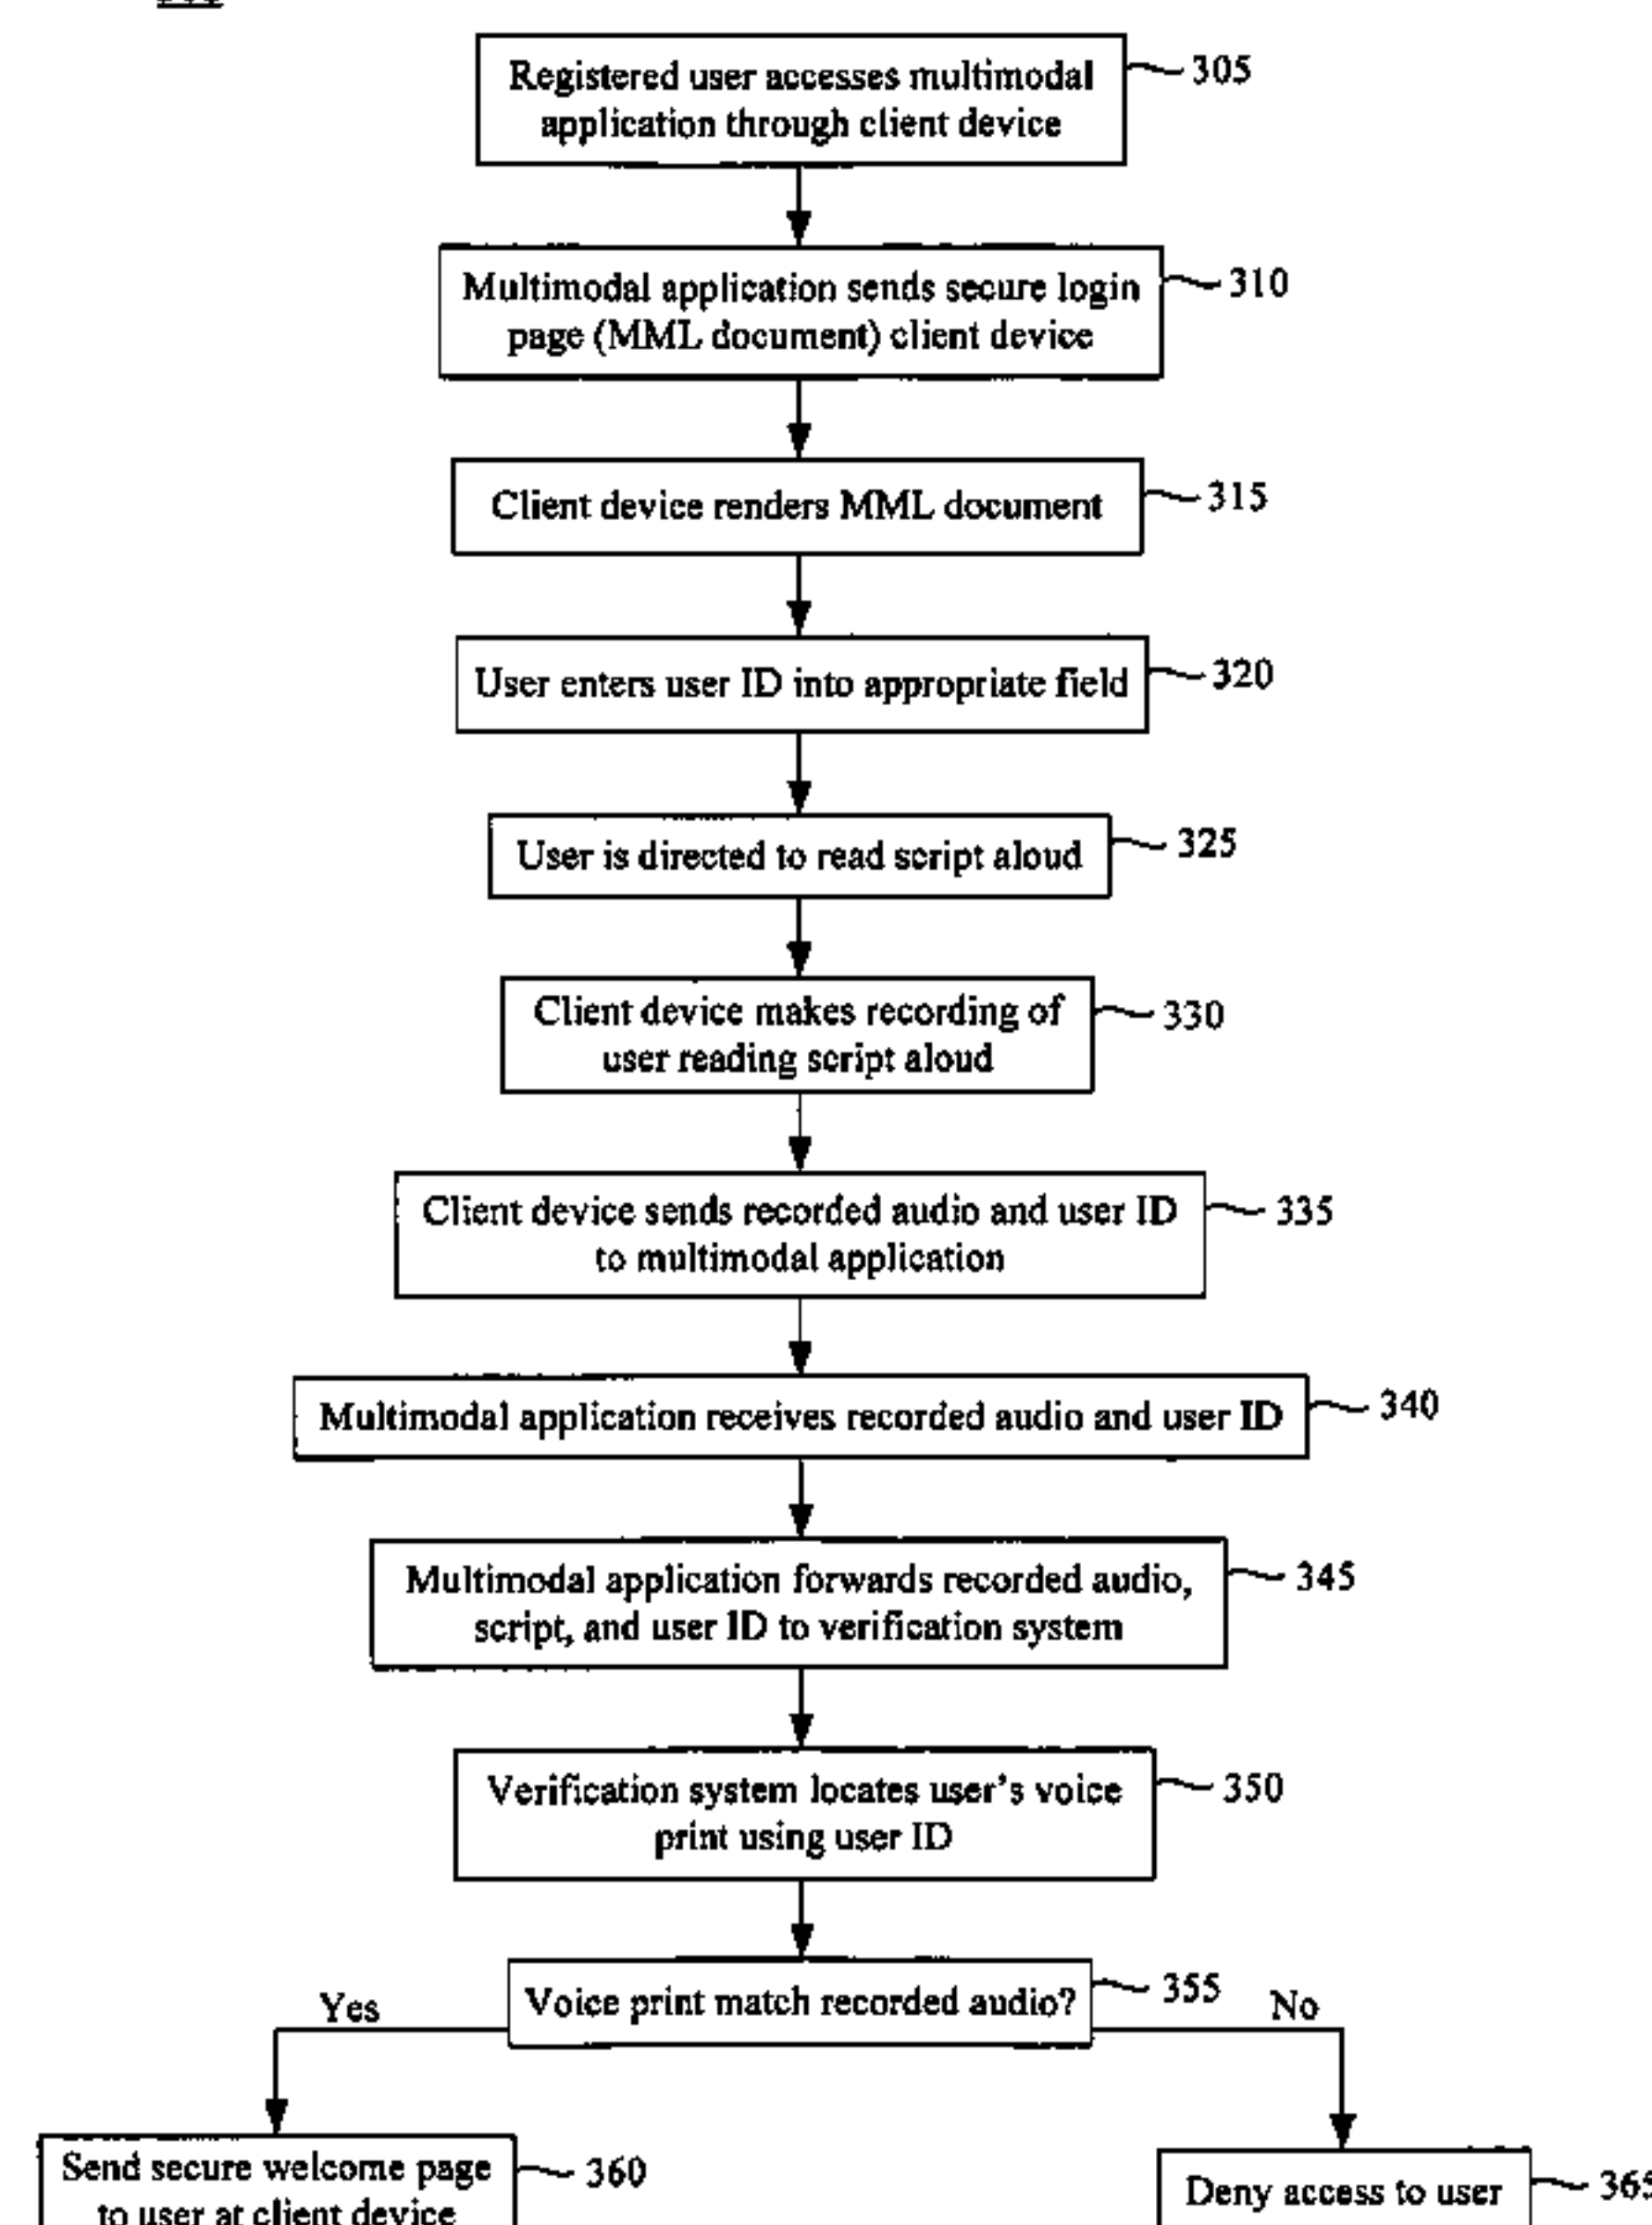 Registered user accesses multimodal
application through client device
305
Multimodal application sends secure login
page (MML document) client device
310
Client device renders MML document
315
User enters user ID into appropriate field
320
User is directed to read script aloud
325
Client device makes recording of
user reading script aloud
330
Client device sends recorded audio and user ID
to multimodal application
335
Multimodal application receives recorded audio and user ID
340
Multimodal application forwards recorded audio,
script, and user ID to verification system
345
Verification system locates user's voice
print using user ID
350
Voice print match recorded audio?
355
Yes
No
Send secure welcome page
to user at client device
360
Deny access to user
365